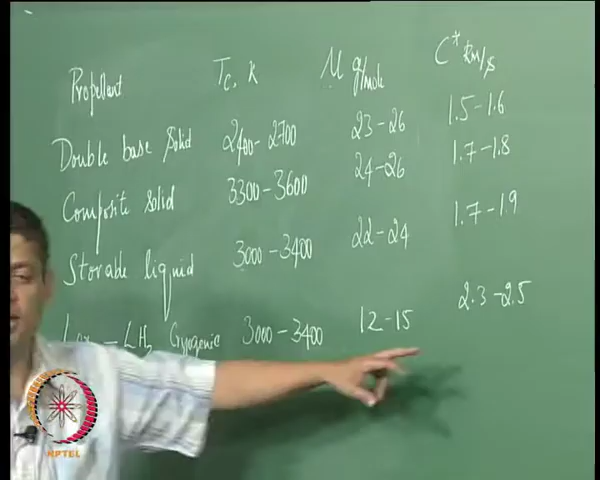 Propellant Tc, K M g/mole C* km/s
Double base Solid 2400-2700 23-26 1.5-1.6
Composite Solid 3300-3600 24-26 1.7-1.8
Storable liquid 3000-3400 22-24 1.7-1.9
Lox - LH2 Cryogenic 3000-3400 12-15 2.3-2.5
NPTEL